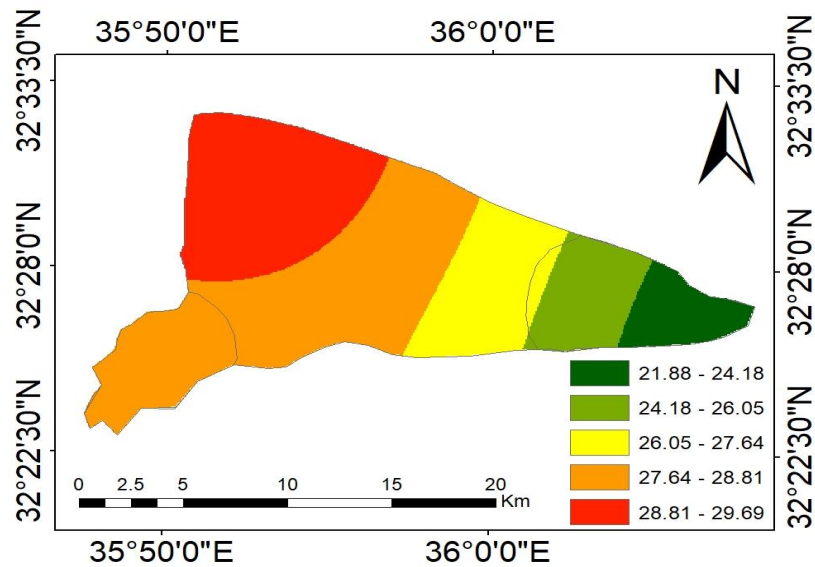 35°50'0"E 36°0'0"E
32°33'30"N
32°33'30"N
N
32°28'0"N
32°28'0"N
21.88 - 24.18
24.18 - 26.05
26.05 - 27.64
27.64 - 28.81
28.81 - 29.69
32°22'30"N
32°22'30"N
0 2.5 5 10 15 20
Km
35°50'0"E 36°0'0"E